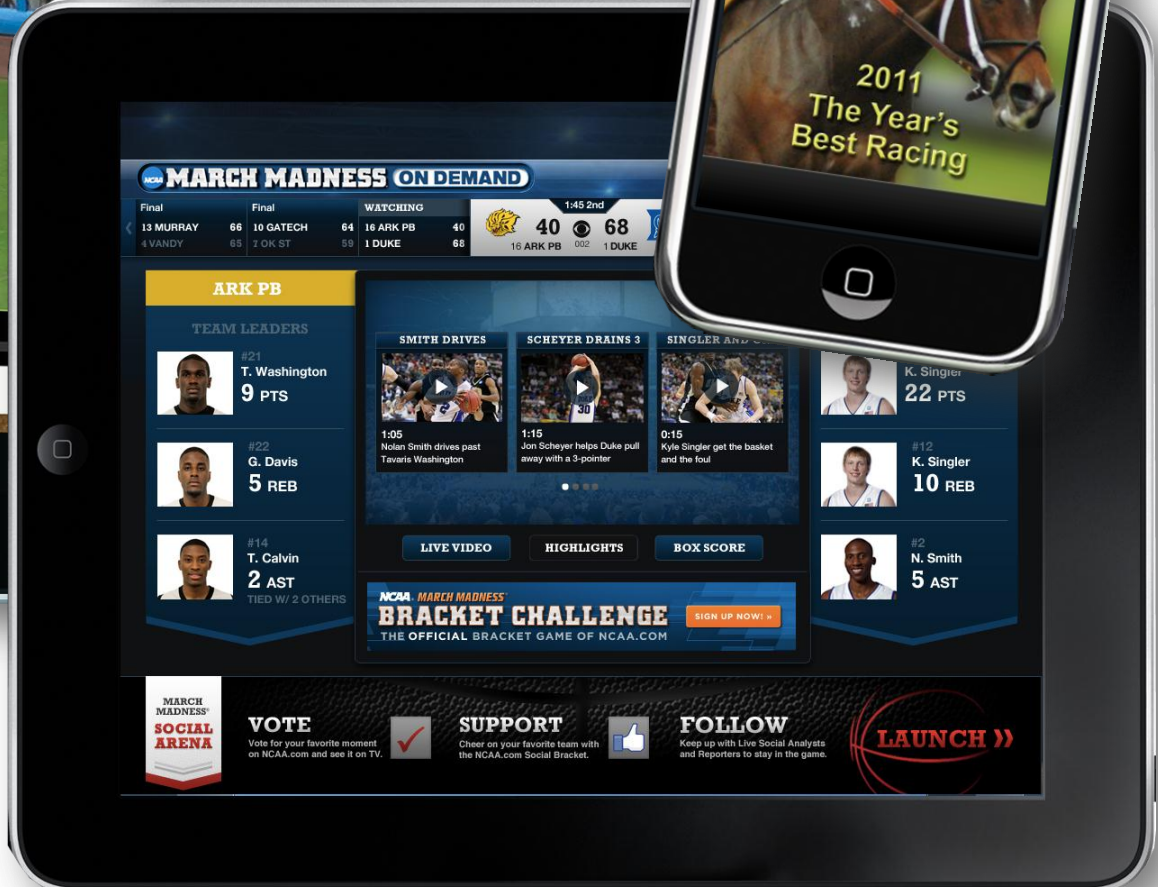 2011
The Year's
Best Racing
NCAA MARCH MADNESS ON DEMAND
Final
13 MURRAY 66
4 VANDY 65
Final
10 GATECH 64
7 OK ST 59
WATCHING
16 ARK PB 40
1 DUKE 68
1:45 2nd
40 68
16 ARK PB 002 1 DUKE
ARK PB
TEAM LEADERS
#21
T. Washington
9 PTS
#22
G. Davis
5 REB
#14
T. Calvin
2 AST
TIED W/ 2 OTHERS
SMITH DRIVES
1:05
Nolan Smith drives past
Tavaris Washington
SCHEYER DRAINS 3
30
1:15
Jon Scheyer helps Duke pull
away with a 3-pointer
SINGLER AND
0:15
Kyle Singler get the basket
and the foul
K. Singler
22 PTS
#12
K. Singler
10 REB
#2
N. Smith
5 AST
LIVE VIDEO
HIGHLIGHTS
BOX SCORE
NCAA MARCH MADNESS
BRACKET CHALLENGE
THE OFFICIAL BRACKET GAME OF NCAA.COM
SIGN UP NOW! »
MARCH
MADNESS
SOCIAL
ARENA
VOTE
Vote for your favorite moment
on NCAA.com and see it on TV.
SUPPORT
Cheer on your favorite team with
the NCAA.com Social Bracket.
FOLLOW
Keep up with Live Social Analysts
and Reporters to stay in the game.
LAUNCH »